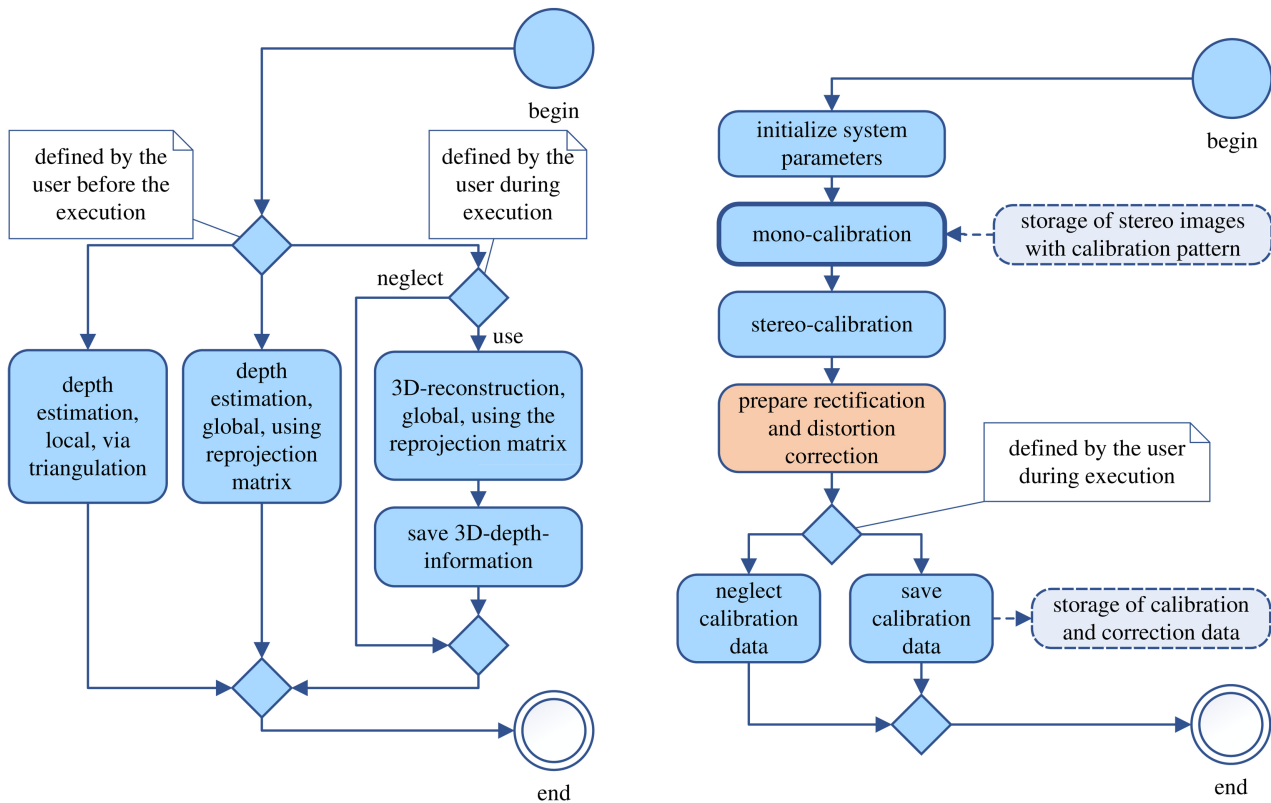 begin
defined by the
user before the
execution
defined by the
user during
execution
neglect
use
depth
estimation,
local, via
triangulation
depth
estimation,
global, using
reprojection
matrix
3D-reconstruction,
global, using the
reprojection matrix
save 3D-depth-
information
end
begin
initialize system
parameters
mono-calibration
storage of stereo images
with calibration pattern
stereo-calibration
prepare rectification
and distortion
correction
defined by the user
during execution
neglect
calibration
data
save
calibration
data
storage of calibration
and correction data
end